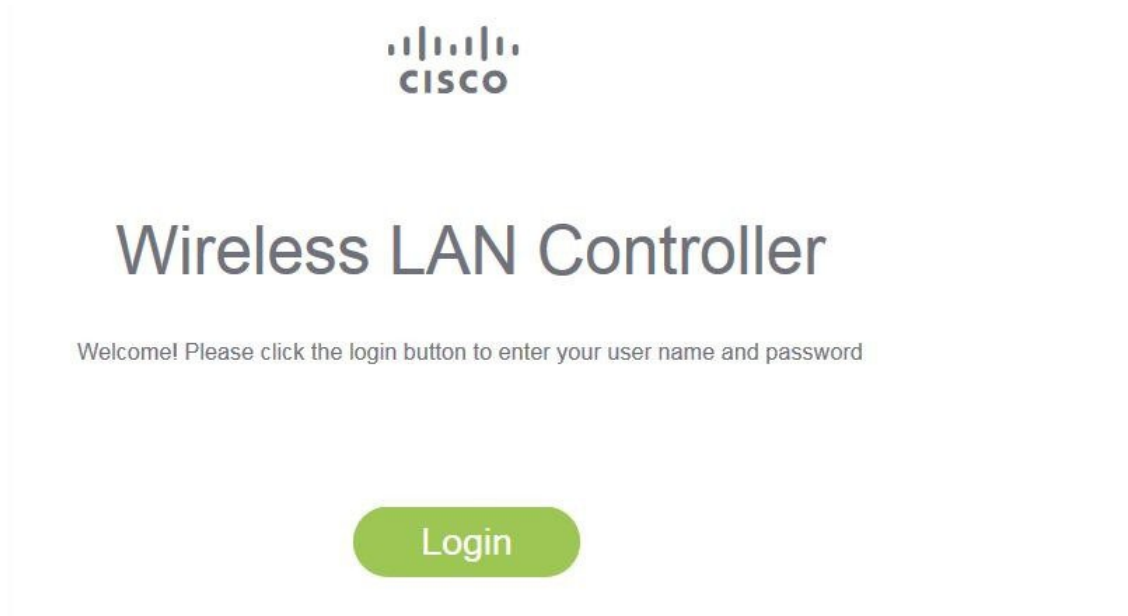 CISCO
Wireless LAN Controller
Welcome! Please click the login button to enter your user name and password
Login